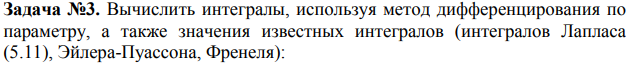 Задача №3. Вычислить интегралы, используя метод дифференцирования по
параметру, а также значения известных интегралов (интегралов Лапласа
(5.11), Эйлера-Пуассона, Френеля):